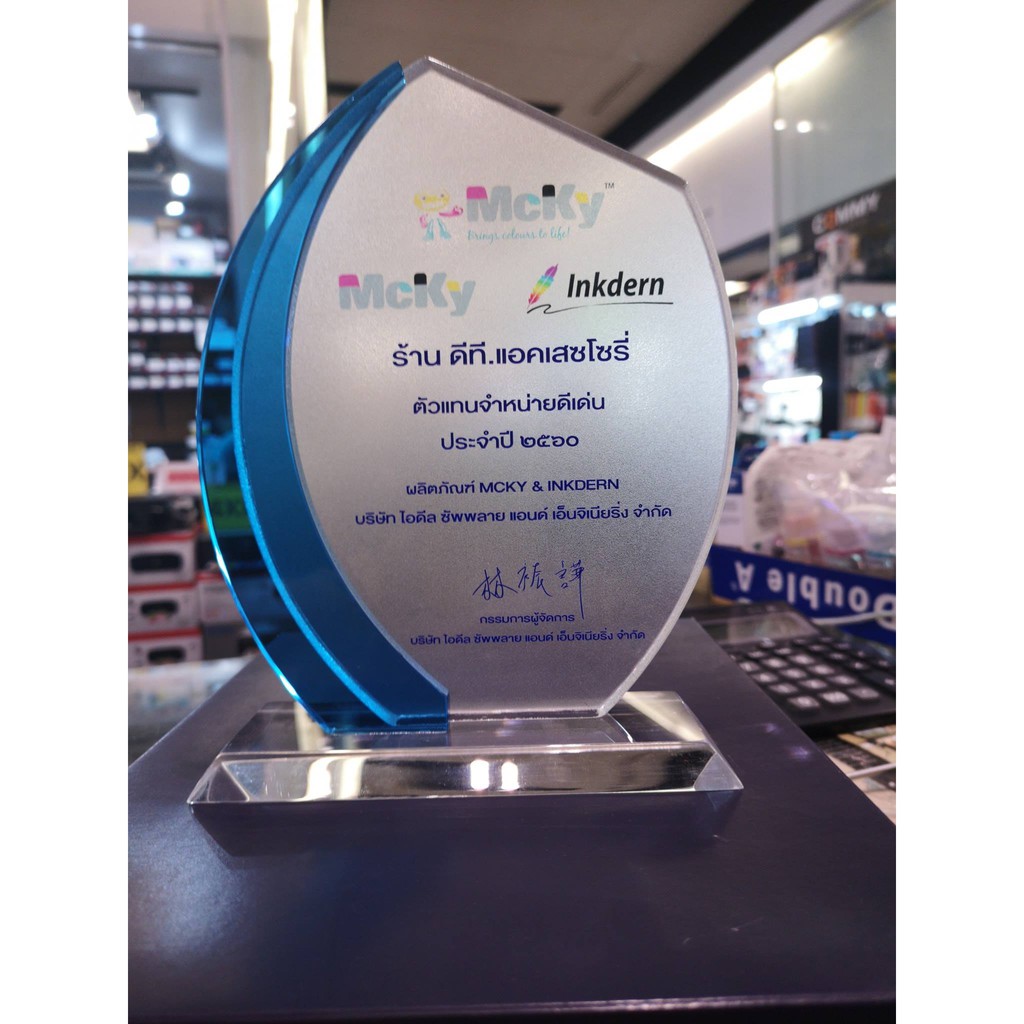 McKy™
Brings colours to life!
McKy Inkdern
ร้าน ดีที.แอคเสซโซรี่
ตัวแทนจำหน่ายดีเด่น
ประจำปี ๒๕๖๐
ผลิตภัณฑ์ MCKY & INKDERN
บริษัท ไอดีล ซัพพลาย แอนด์ เอ็นจิเนียริ่ง จำกัด
林振譁
กรรมการผู้จัดการ
บริษัท ไอดีล ซัพพลาย แอนด์ เอ็นจิเนียริ่ง จำกัด
COMMY
Double A